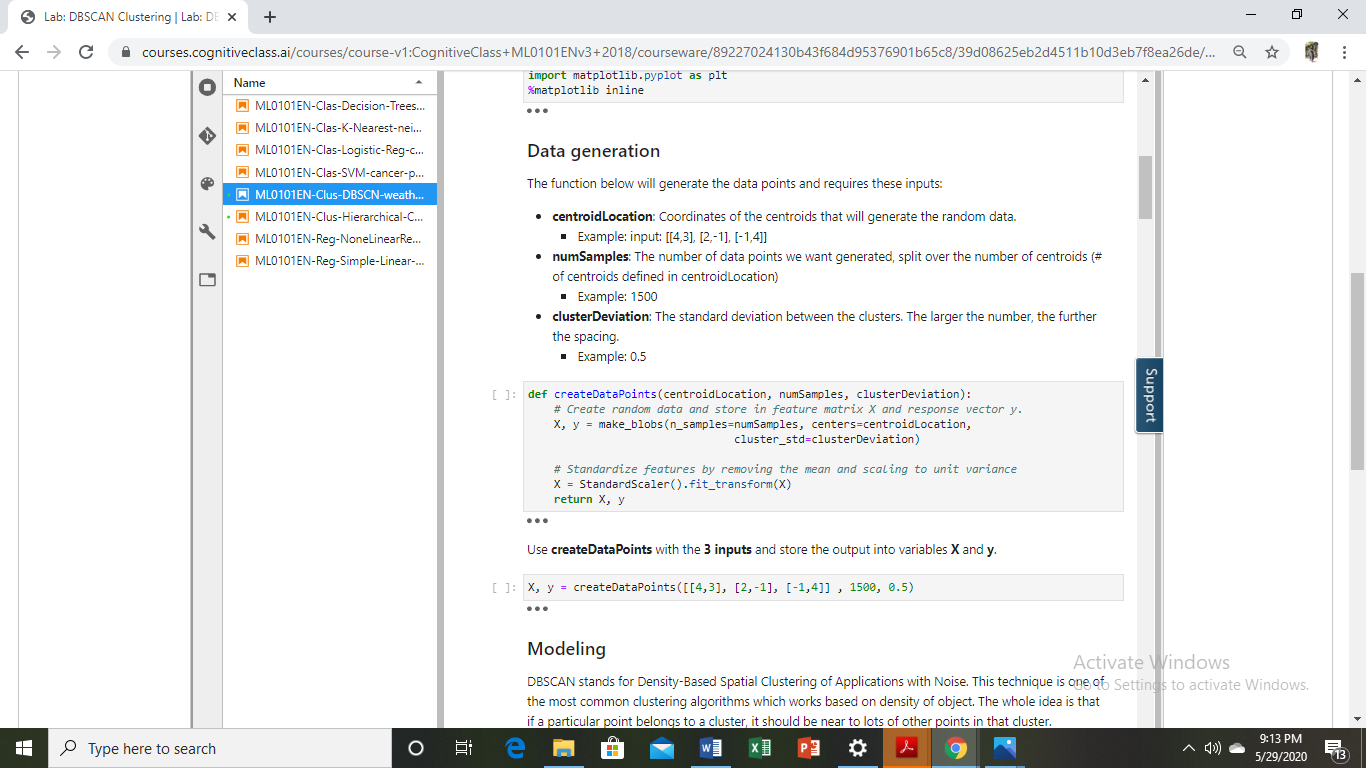 Lab: DBSCAN Clustering | Lab: DE
courses.cognitiveclass.ai/courses/course-v1:CognitiveClass+ML0101ENv3+2018/courseware/89227024130b43f684d95376901b65c8/39d08625eb2d4511b10d3eb7f8ea26de/...
Name
ML0101EN-Clas-Decision-Trees...
ML0101EN-Clas-K-Nearest-nei...
ML0101EN-Clas-Logistic-Reg-c...
ML0101EN-Clas-SVM-cancer-p...
ML0101EN-Clus-DBSCN-weath...
ML0101EN-Clus-Hierarchical-C...
ML0101EN-Reg-NoneLinearRe...
ML0101EN-Reg-Simple-Linear-...
import matplotlib.pyplot as plt
%matplotlib inline
Data generation
The function below will generate the data points and requires these inputs:
• centroidLocation: Coordinates of the centroids that will generate the random data.
▪ Example: input: [[4,3], [2,-1], [-1,4]]
• numSamples: The number of data points we want generated, split over the number of centroids (#
of centroids defined in centroidLocation)
▪ Example: 1500
• clusterDeviation: The standard deviation between the clusters. The larger the number, the further
the spacing.
▪ Example: 0.5
[ ]: def createDataPoints(centroidLocation, numSamples, clusterDeviation):
# Create random data and store in feature matrix X and response vector y.
X, y = make_blobs(n_samples=numSamples, centers=centroidLocation,
cluster_std=clusterDeviation)
# Standardize features by removing the mean and scaling to unit variance
X = StandardScaler().fit_transform(X)
return X, y
Use createDataPoints with the 3 inputs and store the output into variables X and y.
[ ]: X, y = createDataPoints([[4,3], [2,-1], [-1,4]] , 1500, 0.5)
Modeling
DBSCAN stands for Density-Based Spatial Clustering of Applications with Noise. This technique is one of
the most common clustering algorithms which works based on density of object. The whole idea is that
if a particular point belongs to a cluster, it should be near to lots of other points in that cluster.
Support
Activate Windows
Go to Settings to activate Windows.
Type here to search
9:13 PM
5/29/2020
13